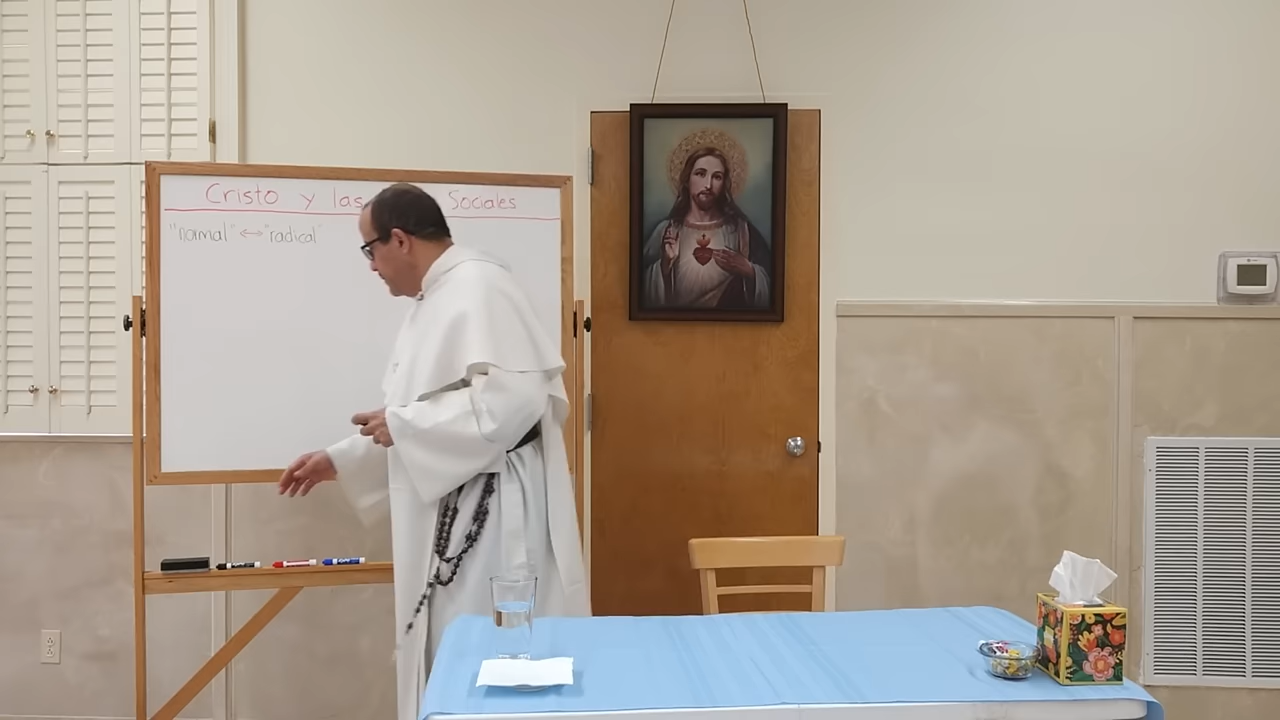 Cristo y las Sociales
"normal" ↔ "radical"